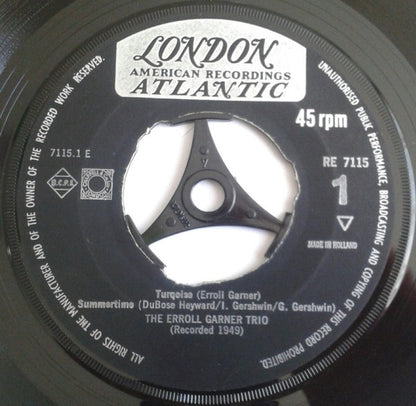 LONDON
AMERICAN RECORDINGS
ATLANTIC
45 rpm
7115.1 E
RE 7115
B.C.P.A.
1
MADE IN HOLLAND
Turqoise (Erroll Garner)
Summertime (DuBose Heyward/I. Gershwin/G. Gershwin)
THE ERROLL GARNER TRIO
(Recorded 1949)
ALL RIGHTS OF THE MANUFACTURER AND OF THE OWNER OF THE RECORDED WORK RESERVED.
UNAUTHORISED PUBLIC PERFORMANCE, BROADCASTING AND COPYING OF THIS RECORD PROHIBITED.